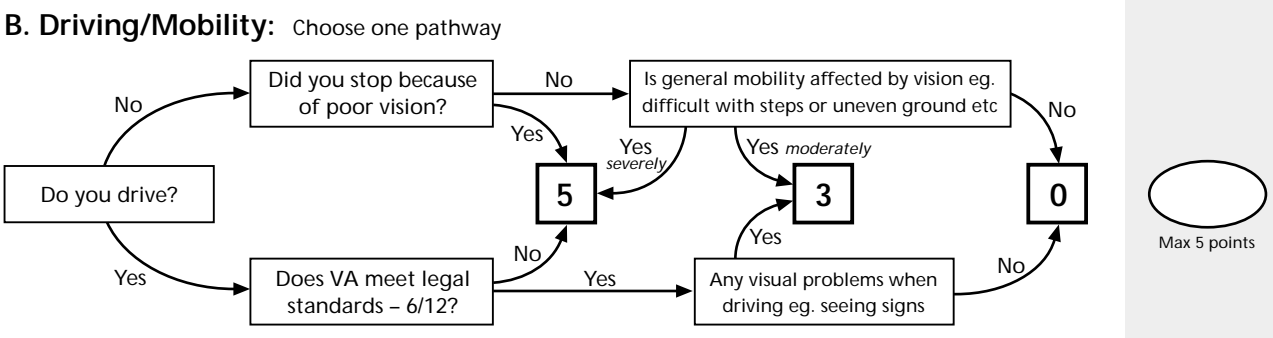 B. Driving/Mobility: Choose one pathway
Did you stop because
of poor vision?
No
Is general mobility affected by vision eg.
difficult with steps or uneven ground etc
No
No
Yes
Yes
severely
Yes moderately
Do you drive?
5
3
0
Max 5 points
Yes
No
Yes
Does VA meet legal
standards – 6/12?
Yes
Any visual problems when
driving eg. seeing signs
No